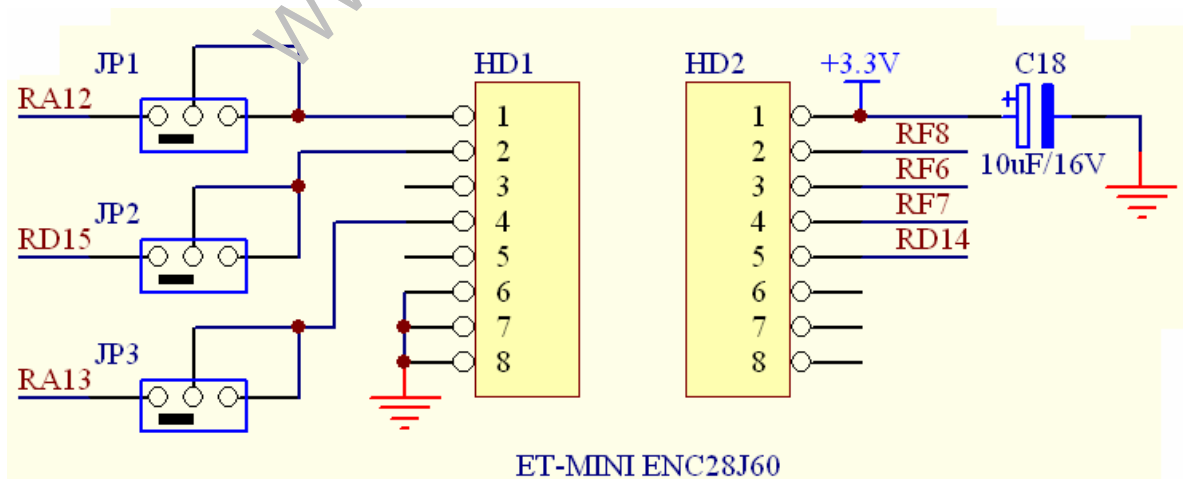 w
JP1
HD1
HD2
+3.3V
C18
RA12
1
1
+
2
2
RF8
10uF/16V
3
3
RF6
JP2
4
4
RF7
RD15
5
5
RD14
6
6
7
7
JP3
8
8
RA13
ET-MINI ENC28J60